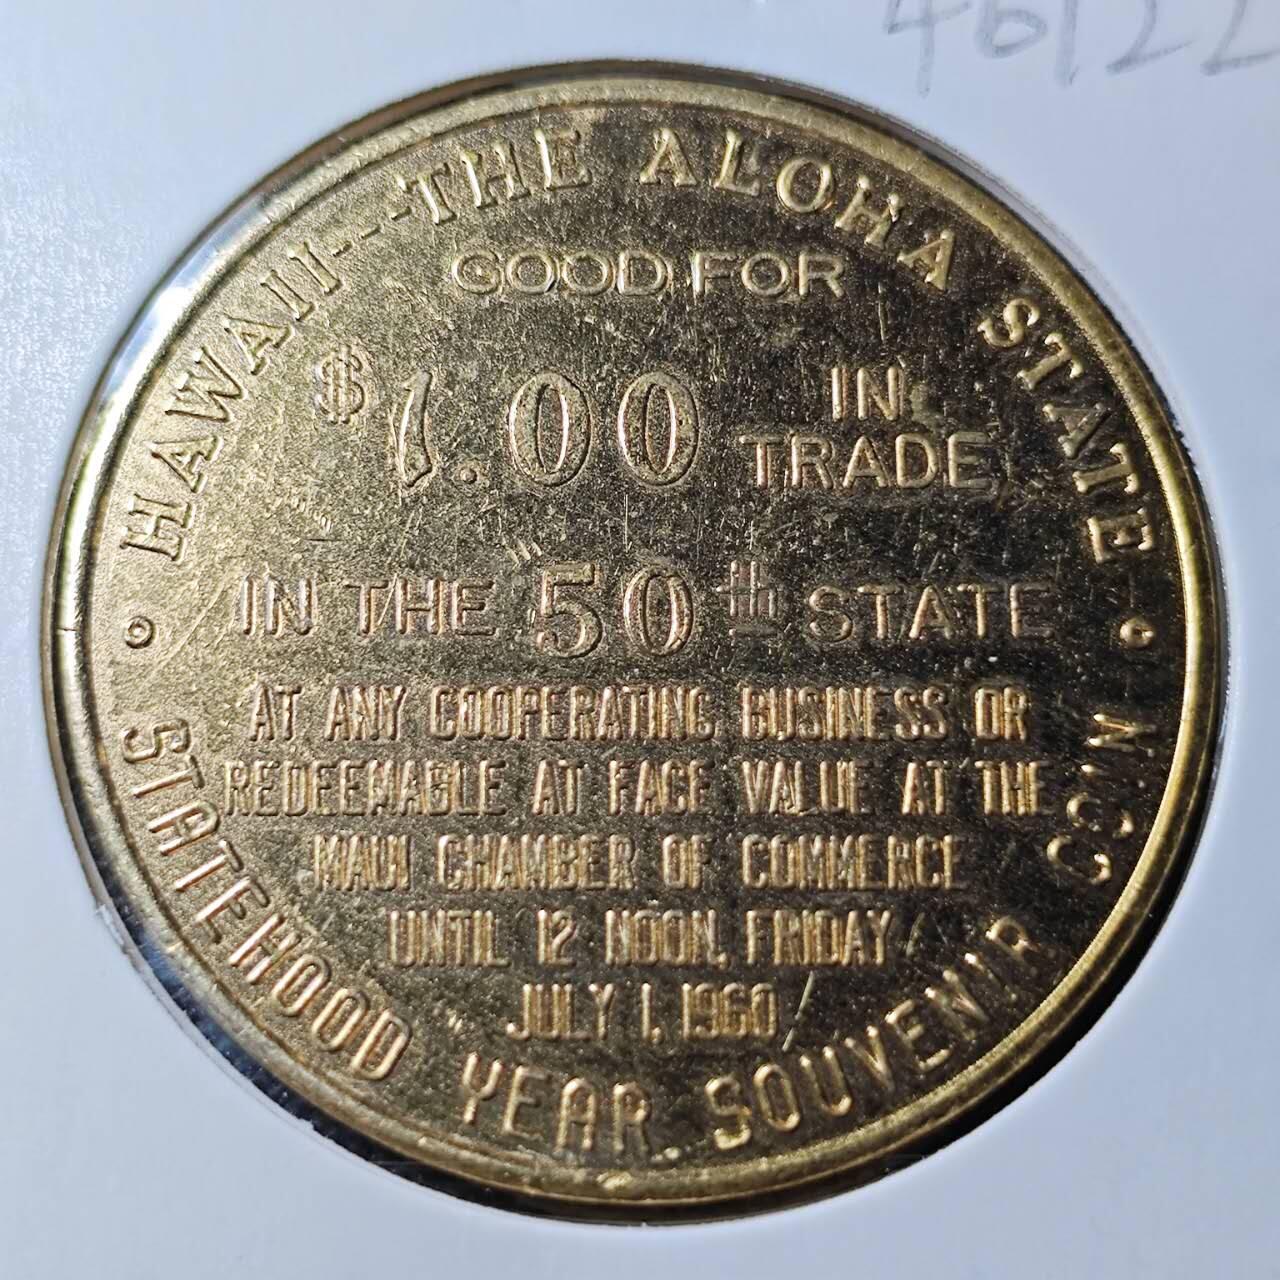 46122
HAWAII---THE ALOHA STATE
GOOD FOR
$1.00 IN TRADE
IN THE 50th STATE
AT ANY COOPERATING BUSINESS OR
REDEEMABLE AT FACE VALUE AT THE
MAUI CHAMBER OF COMMERCE
UNTIL 12 NOON, FRIDAY
JULY 1, 1960
STATEHOOD YEAR SOUVENIR